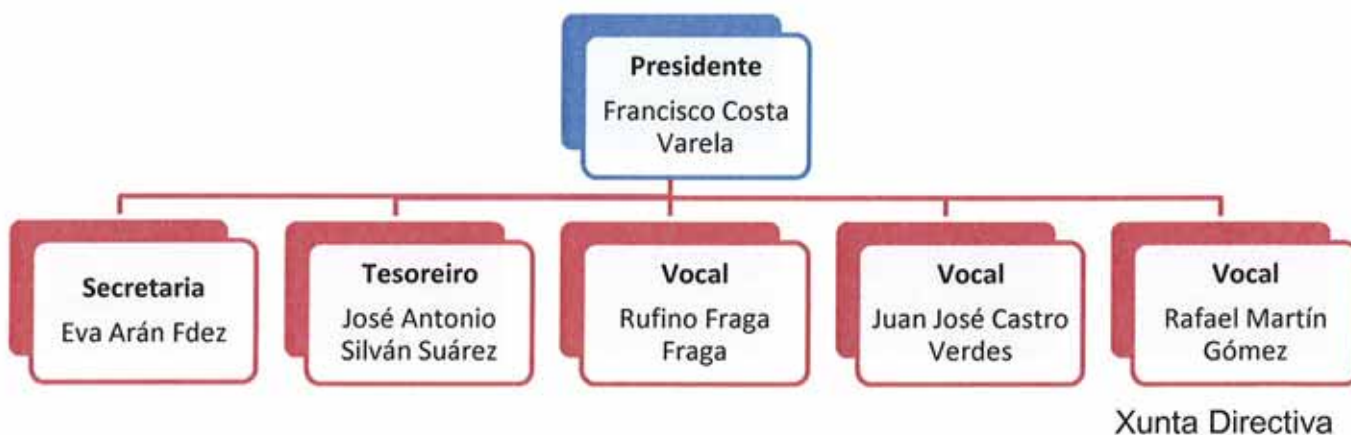 Presidente
Francisco Costa
Varela
Secretaria
Eva Arán Fdez
Tesoreiro
José Antonio
Silván Suárez
Vocal
Rufino Fraga
Fraga
Vocal
Juan José Castro
Verdes
Vocal
Rafael Martín
Gómez
Xunta Directiva